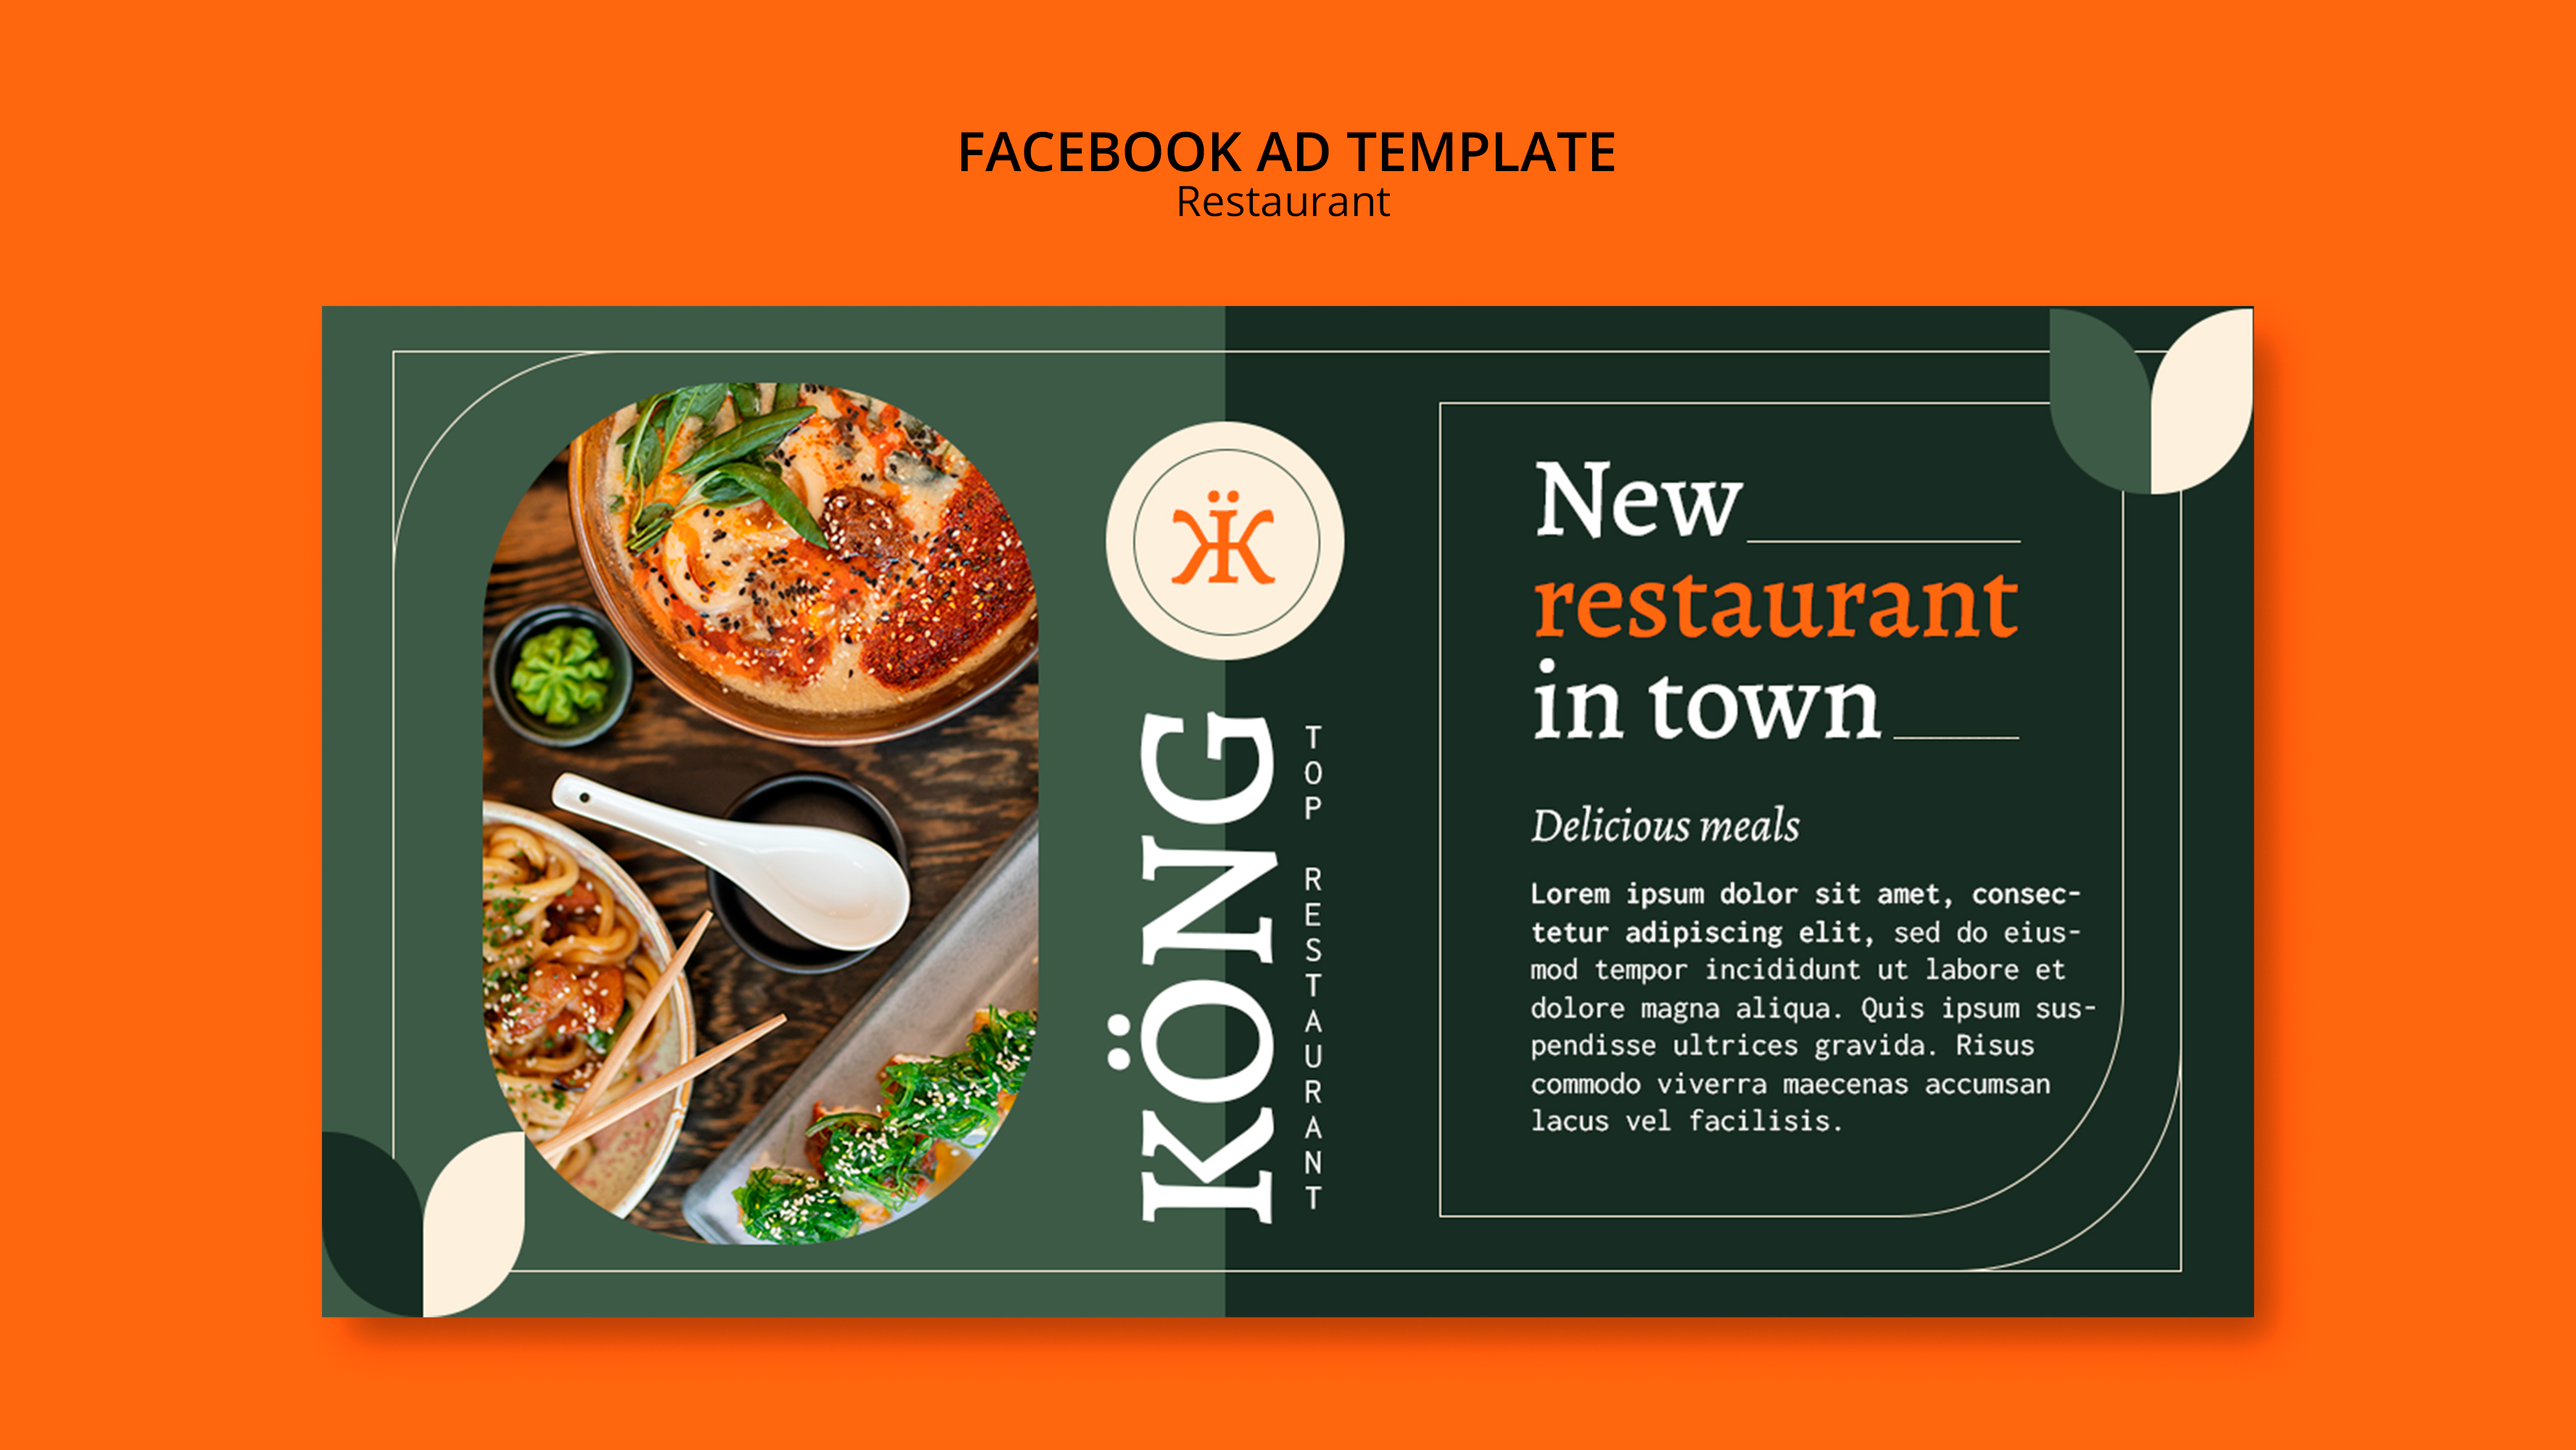 FACEBOOK AD TEMPLATE
Restaurant
KÖNG
TOP RESTAURANT
New
restaurant
in town
Delicious meals
Lorem ipsum dolor sit amet, consec-
tetur adipiscing elit, sed do eius-
mod tempor incididunt ut labore et
dolore magna aliqua. Quis ipsum sus-
pendisse ultrices gravida. Risus
commodo viverra maecenas accumsan
lacus vel facilisis.